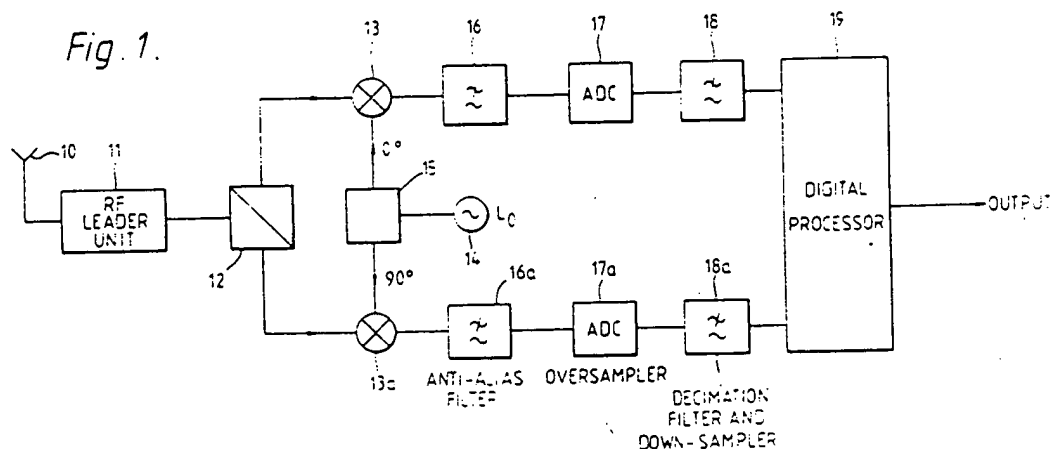 Fig. 1.
10
11
RF
LEADER
UNIT
12
13
0°
15
L0
14
90°
13a
16
17
ADC
18
19
DIGITAL
PROCESSOR
OUTPUT
16a
ANTI-ALIAS
FILTER
17a
ADC
OVERSAMPLER
18a
DECIMATION
FILTER AND
DOWN-SAMPLER